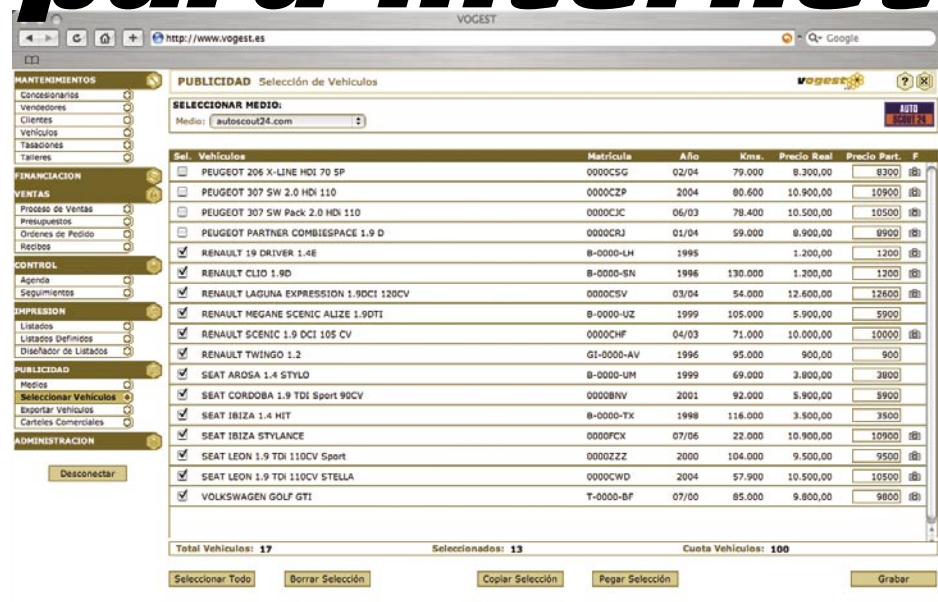 para internet
VOGEST
http://www.vogest.es
Q- Google
MANTENIMIENTOS
Concesionarios
Vendedores
Clientes
Vehículos
Tasaciones
Talleres
FINANCIACION
VENTAS
Proceso de Ventas
Presupuestos
Ordenes de Pedido
Recibos
CONTROL
Agenda
Seguimientos
IMPRESION
Listados
Listados Definidos
Diseñador de Listados
PUBLICIDAD
Medios
Seleccionar Vehículos
Exportar Vehículos
Carteles Comerciales
ADMINISTRACION
Desconectar
PUBLICIDAD Selección de Vehiculos
vogest
?
SELECCIONAR MEDIO:
Medio: autoscout24.com
AUTO
SCOUT 24
Sel. Vehículos Matrícula Año Kms. Precio Real Precio Part. F
PEUGEOT 206 X-LINE HDI 70 5P 0000CSG 02/04 79.000 8.300,00 8300
PEUGEOT 307 SW 2.0 HDi 110 0000CZP 2004 80.600 10.900,00 10900
PEUGEOT 307 SW Pack 2.0 HDi 110 0000CJC 06/03 78.400 10.500,00 10500
PEUGEOT PARTNER COMBIESPACE 1.9 D 0000CRJ 01/04 59.000 8.900,00 8900
RENAULT 19 DRIVER 1.4E B-0000-LH 1995 1.200,00 1200
RENAULT CLIO 1.9D B-0000-SN 1996 130.000 1.200,00 1200
RENAULT LAGUNA EXPRESSION 1.9DCI 120CV 0000CSV 03/04 54.000 12.600,00 12600
RENAULT MEGANE SCENIC ALIZE 1.9DTI B-0000-UZ 1999 105.000 5.900,00 5900
RENAULT SCENIC 1.9 DCI 105 CV 0000CHF 04/03 71.000 10.000,00 10000
RENAULT TWINGO 1.2 GI-0000-AV 1996 95.000 900,00 900
SEAT AROSA 1.4 STYLO B-0000-UM 1999 69.000 3.800,00 3800
SEAT CORDOBA 1.9 TDI Sport 90CV 0000BNV 2001 92.000 5.900,00 5900
SEAT IBIZA 1.4 HIT B-0000-TX 1998 116.000 3.500,00 3500
SEAT IBIZA STYLANCE 0000FCX 07/06 22.000 10.900,00 10900
SEAT LEON 1.9 TDi 110CV Sport 0000ZZZ 2000 104.000 9.500,00 9500
SEAT LEON 1.9 TDi 110CV STELLA 0000CWD 2004 57.900 10.500,00 10500
VOLKSWAGEN GOLF GTI T-0000-BF 07/00 85.000 9.800,00 9800
Total Vehículos: 17 Seleccionados: 13 Cuota Vehículos: 100
Seleccionar Todo Borrar Selección Copiar Selección Pegar Selección Grabar